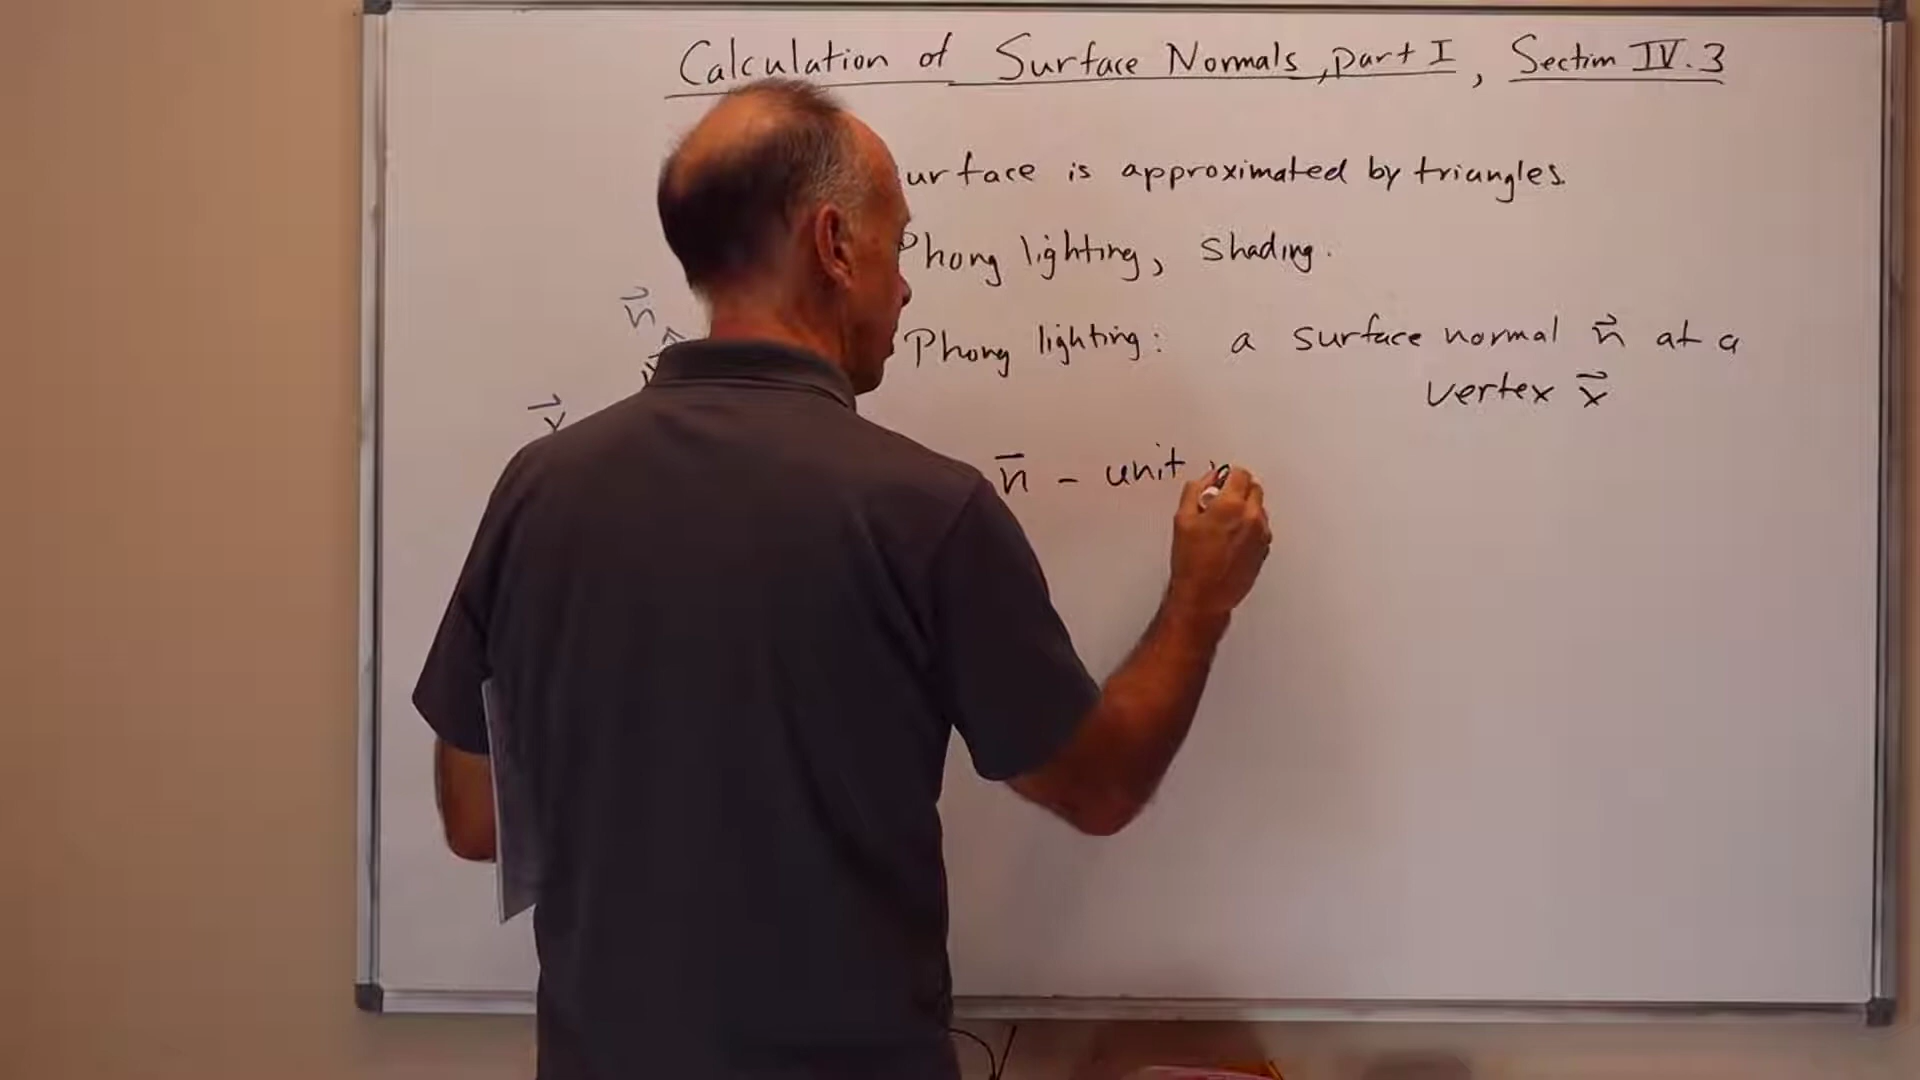 Calculation of Surface Normals, Part I, Section IV.3
urface is approximated by triangles.
Phong lighting, shading.
Phong lighting: a surface normal n⃗ at a
vertex x⃗
n⃗
n̄ - unit